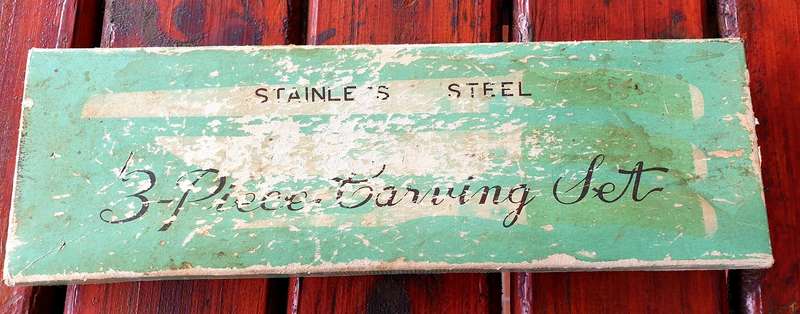 STAINLESS STEEL
3-Piece Carving Set